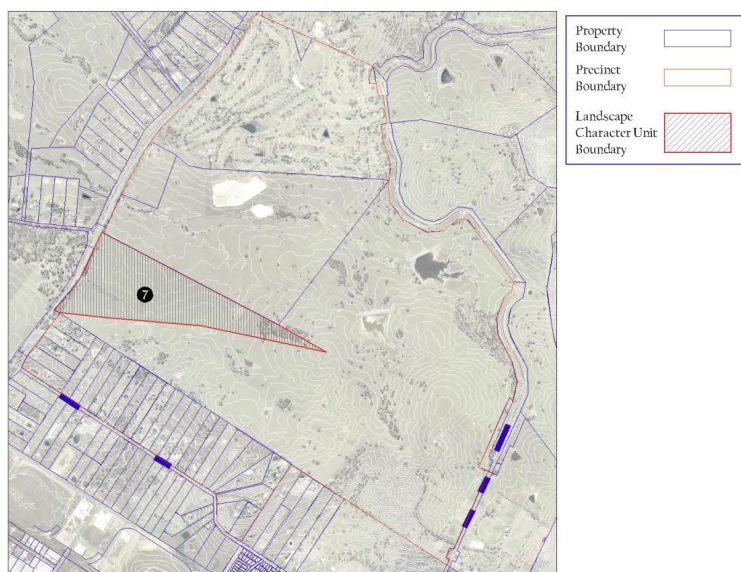 Property
Boundary
Precinct
Boundary
Landscape
Character Unit
Boundary
7